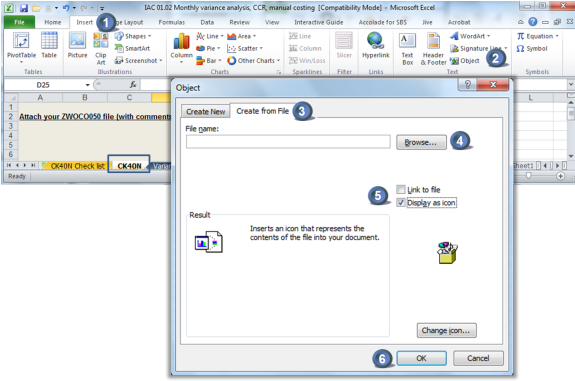 IAC 01.02 Monthly variance analysis, CCR, manual costing [Compatibility Mode] - Microsoft Excel
File Home Insert ge Layout Formulas Data Review View Interactive Guide Accolade for SBS Jive Acrobat
1
PivotTable Table Picture Clip Art Shapes SmartArt Screenshot Column Line Pie Bar Area Scatter Other Charts Line Column Win/Loss Slicer Hyperlink Text Box Header & Footer WordArt Signature Line Object Equation Symbol
2
Tables Illustrations Charts Sparklines Filter Links Text Symbols
D25 fx
A B C L
1
2 Attach your ZWOCO050 file (with comments
3
4
5
6
CK40N Check list CK40N Varia Sheet1
Ready
Object
Create New Create from File 3
File name:
Browse... 4
Link to file
5 Display as icon
Result
Inserts an icon that represents the
contents of the file into your document.
Change icon...
6 OK Cancel